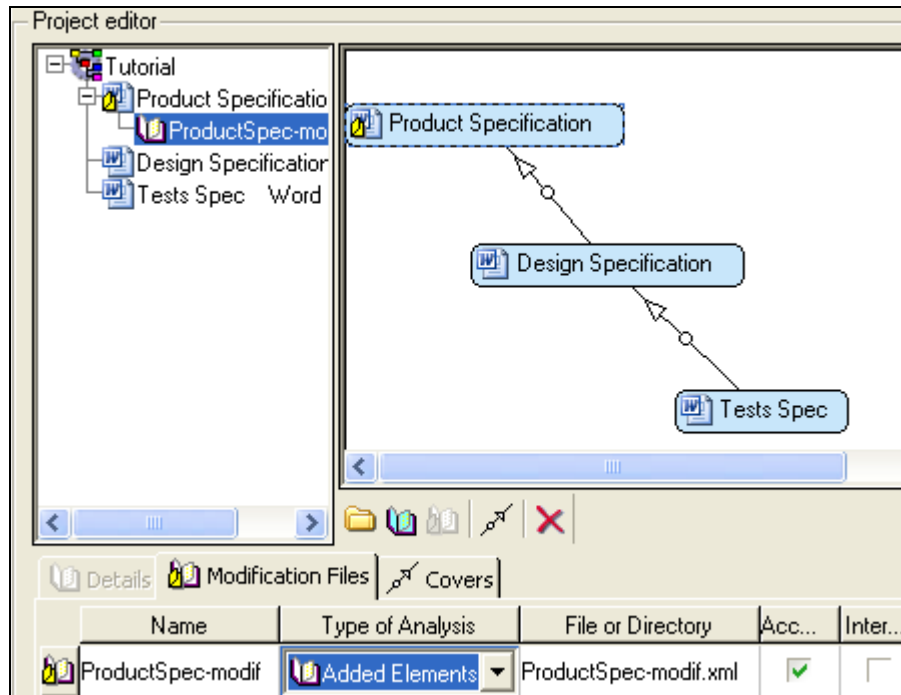 Project editor
Tutorial
Product Specificatio
ProductSpec-mo
Design Specification
Tests Spec Word
Product Specification
Design Specification
Tests Spec
Details Modification Files Covers
Name Type of Analysis File or Directory Acc... Inter...
ProductSpec-modif Added Elements ProductSpec-modif.xml